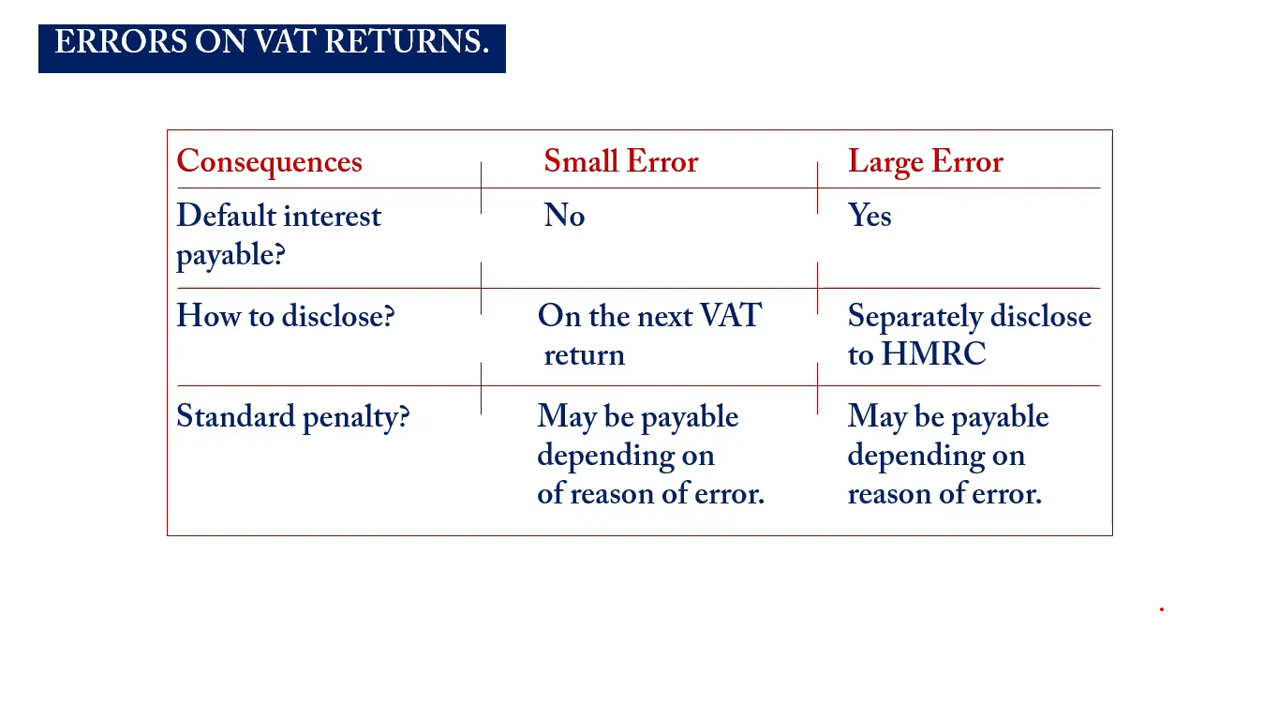 ERRORS ON VAT RETURNS.
Consequences Small Error Large Error
Default interest No Yes
payable?
How to disclose? On the next VAT Separately disclose
return to HMRC
Standard penalty? May be payable May be payable
depending on depending on
of reason of error. reason of error.